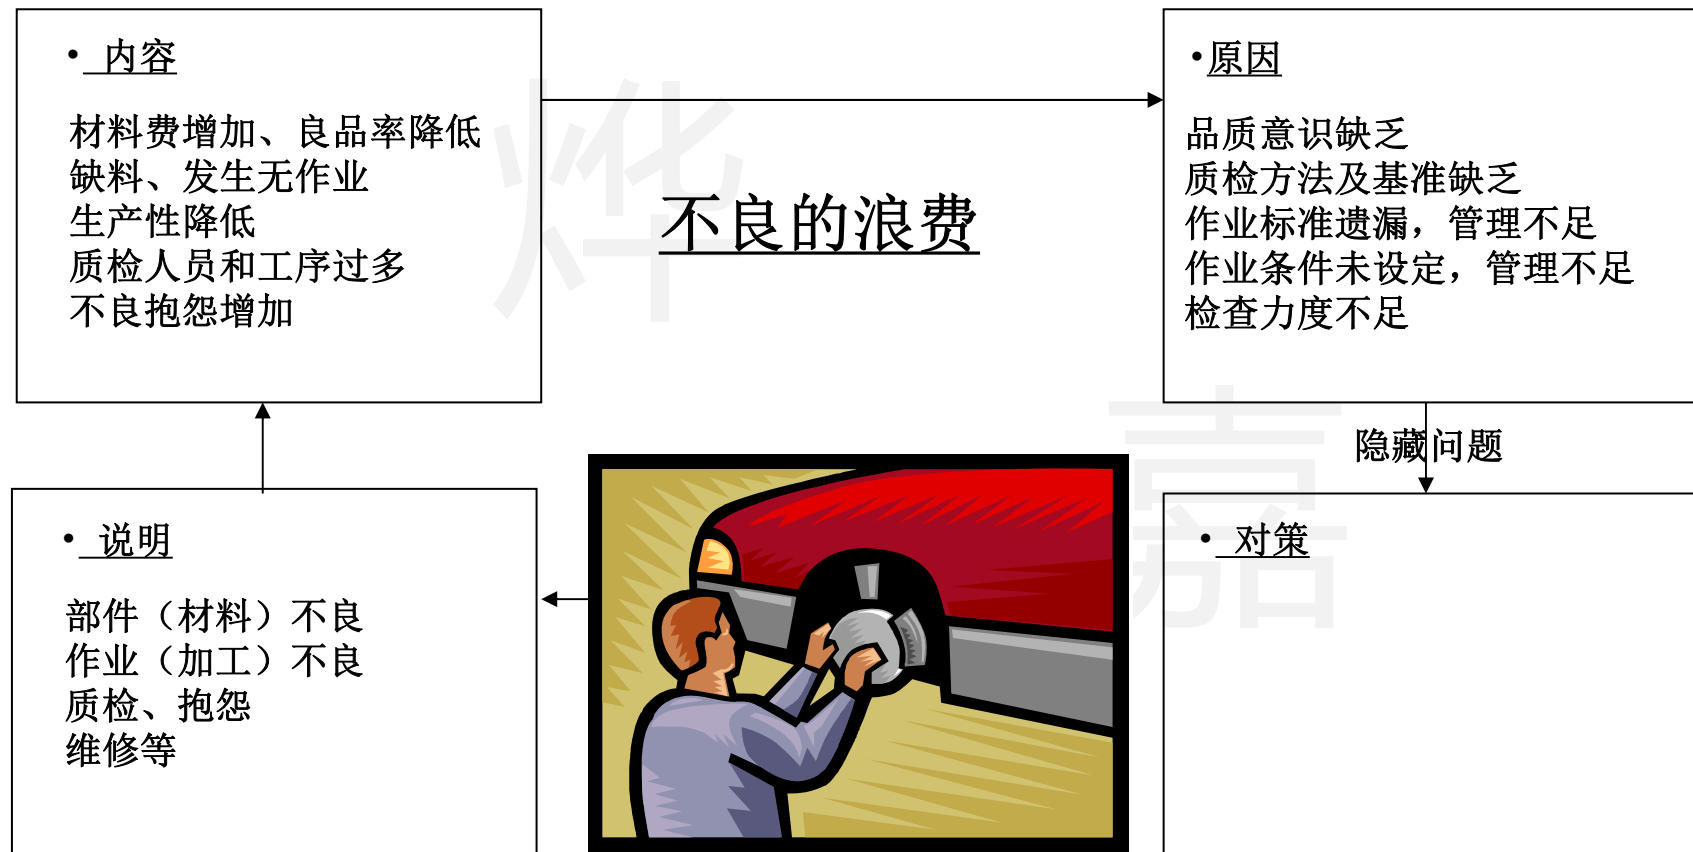 • 内容
材料费增加、良品率降低
缺料、发生无作业
生产性降低
质检人员和工序过多
不良抱怨增加
不良的浪费
•原因
品质意识缺乏
质检方法及基准缺乏
作业标准遗漏，管理不足
作业条件未设定，管理不足
检查力度不足
隐藏问题
• 说明
部件（材料）不良
作业（加工）不良
质检、抱怨
维修等
• 对策
烨
嘉